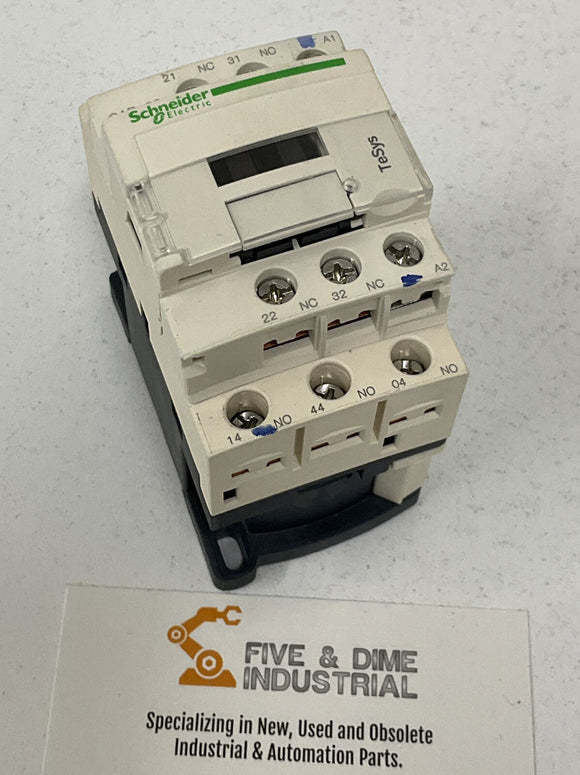 21 NC 31 NC A1
Schneider
Electric
TeSys
22 NC 32 NC A2
14 NO 44 NO 04 NO
FIVE & DIME
INDUSTRIAL
Specializing in New, Used and Obsolete
Industrial & Automation Parts.